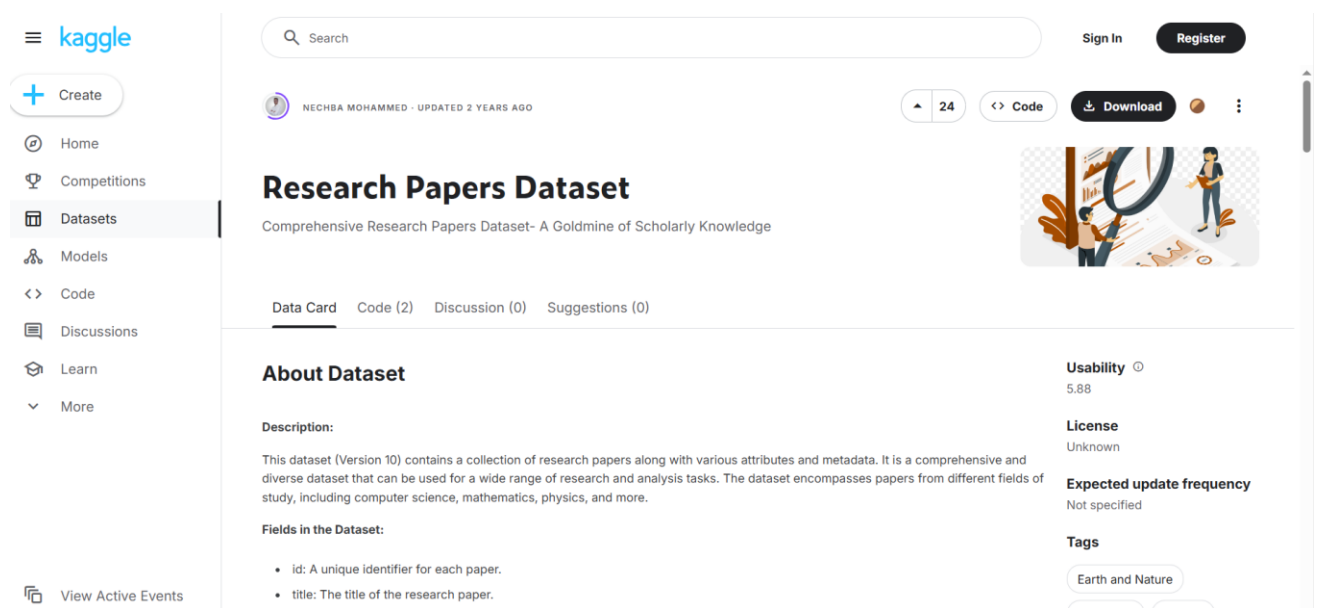 kaggle
Search
Sign In
Register
Create
Home
Competitions
Datasets
Models
Code
Discussions
Learn
More
View Active Events
NECHBA MOHAMMED · UPDATED 2 YEARS AGO
24
<> Code
Download
Research Papers Dataset
Comprehensive Research Papers Dataset- A Goldmine of Scholarly Knowledge
Data Card Code (2) Discussion (0) Suggestions (0)
About Dataset
Description:
This dataset (Version 10) contains a collection of research papers along with various attributes and metadata. It is a comprehensive and
diverse dataset that can be used for a wide range of research and analysis tasks. The dataset encompasses papers from different fields of
study, including computer science, mathematics, physics, and more.
Fields in the Dataset:
• id: A unique identifier for each paper.
• title: The title of the research paper.
Usability
5.88
License
Unknown
Expected update frequency
Not specified
Tags
Earth and Nature